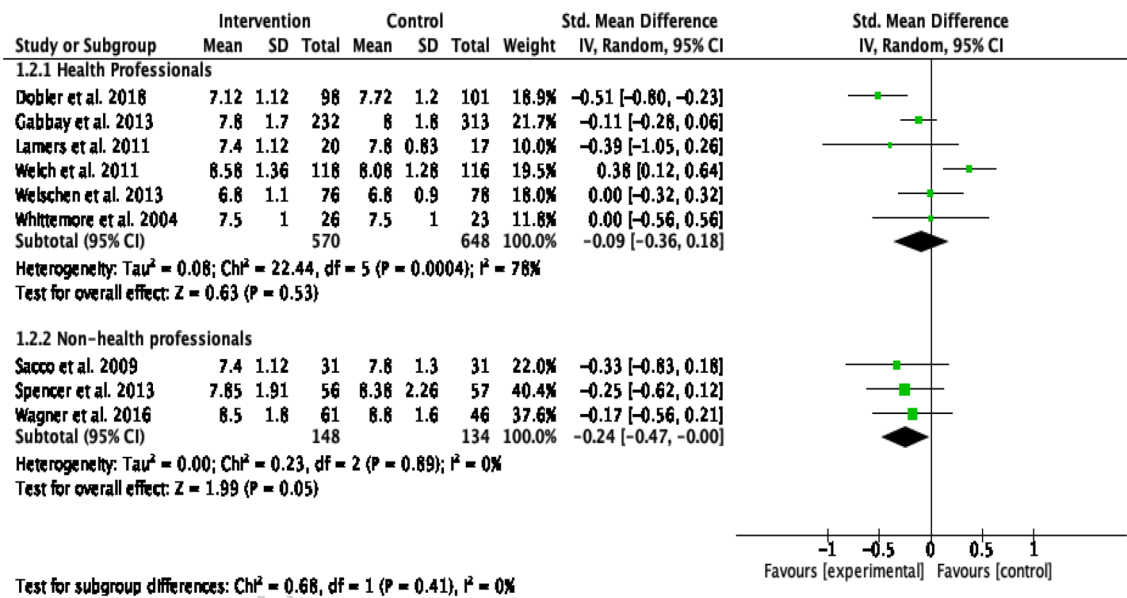 Intervention Control Std. Mean Difference Std. Mean Difference
Study or Subgroup Mean SD Total Mean SD Total Weight IV, Random, 95% CI IV, Random, 95% CI
1.2.1 Health Professionals
Dobler et al. 2018 7.12 1.12 98 7.72 1.2 101 18.9% −0.51 [−0.80, −0.23]
Gabbay et al. 2013 7.8 1.7 232 8 1.8 313 21.7% −0.11 [−0.28, 0.06]
Lamers et al. 2011 7.4 1.12 20 7.8 0.83 17 10.0% −0.39 [−1.05, 0.26]
Welch et al. 2011 8.58 1.36 118 8.08 1.28 116 19.5% 0.38 [0.12, 0.64]
Welschen et al. 2013 6.8 1.1 76 6.8 0.9 78 18.0% 0.00 [−0.32, 0.32]
Whittemore et al. 2004 7.5 1 26 7.5 1 23 11.8% 0.00 [−0.56, 0.56]
Subtotal (95% CI) 570 648 100.0% −0.09 [−0.36, 0.18]
Heterogeneity: Tau² = 0.08; Chi² = 22.44, df = 5 (P = 0.0004); I² = 78%
Test for overall effect: Z = 0.63 (P = 0.53)
1.2.2 Non−health professionals
Sacco et al. 2009 7.4 1.12 31 7.8 1.3 31 22.0% −0.33 [−0.83, 0.18]
Spencer et al. 2013 7.85 1.91 56 8.38 2.26 57 40.4% −0.25 [−0.62, 0.12]
Wagner et al. 2016 8.5 1.8 61 8.8 1.6 46 37.6% −0.17 [−0.56, 0.21]
Subtotal (95% CI) 148 134 100.0% −0.24 [−0.47, −0.00]
Heterogeneity: Tau² = 0.00; Chi² = 0.23, df = 2 (P = 0.89); I² = 0%
Test for overall effect: Z = 1.99 (P = 0.05)
−1 −0.5 0 0.5 1
Favours [experimental] Favours [control]
Test for subgroup differences: Chi² = 0.68, df = 1 (P = 0.41), I² = 0%